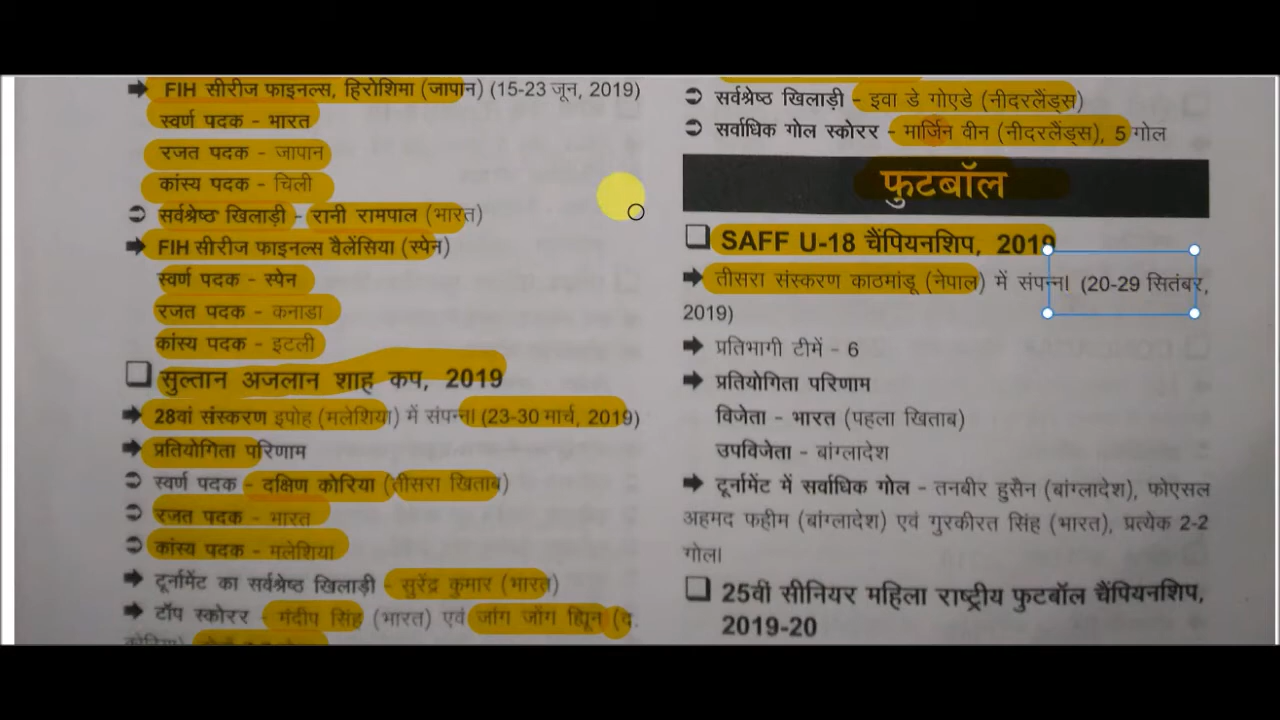 FIH सीरीज फाइनल्स, हिरोशिमा (जापान) (15-23 जून, 2019)
स्वर्ण पदक - भारत
रजत पदक - जापान
कांस्य पदक - चिली
सर्वश्रेष्ठ खिलाड़ी - रानी रामपाल (भारत)
FIH सीरीज फाइनल्स वैलेंसिया (स्पेन)
स्वर्ण पदक - स्पेन
रजत पदक - कनाडा
कांस्य पदक - इटली
सुल्तान अजलान शाह कप, 2019
28वां संस्करण इपोह (मलेशिया) में संपन्न। (23-30 मार्च, 2019)
प्रतियोगिता परिणाम
स्वर्ण पदक - दक्षिण कोरिया (तीसरा खिताब)
रजत पदक - भारत
कांस्य पदक - मलेशिया
टूर्नामेंट का सर्वश्रेष्ठ खिलाड़ी - सुरेंद्र कुमार (भारत)
टॉप स्कोरर - मंदीप सिंह (भारत) एवं जांग जोंग ह्यून (द.
सर्वश्रेष्ठ खिलाड़ी - इवा डे गोएडे (नीदरलैंड्स)
सर्वाधिक गोल स्कोरर - मार्जिन वीन (नीदरलैंड्स), 5 गोल
फुटबॉल
SAFF U-18 चैंपियनशिप, 2019
तीसरा संस्करण काठमांडू (नेपाल) में संपन्न। (20-29 सितंबर,
2019)
प्रतिभागी टीमें - 6
प्रतियोगिता परिणाम
विजेता - भारत (पहला खिताब)
उपविजेता - बांग्लादेश
टूर्नामेंट में सर्वाधिक गोल - तनबीर हुसैन (बांग्लादेश), फोएसल
अहमद फहीम (बांग्लादेश) एवं गुरकीरत सिंह (भारत), प्रत्येक 2-2
गोल।
25वीं सीनियर महिला राष्ट्रीय फुटबॉल चैंपियनशिप,
2019-20